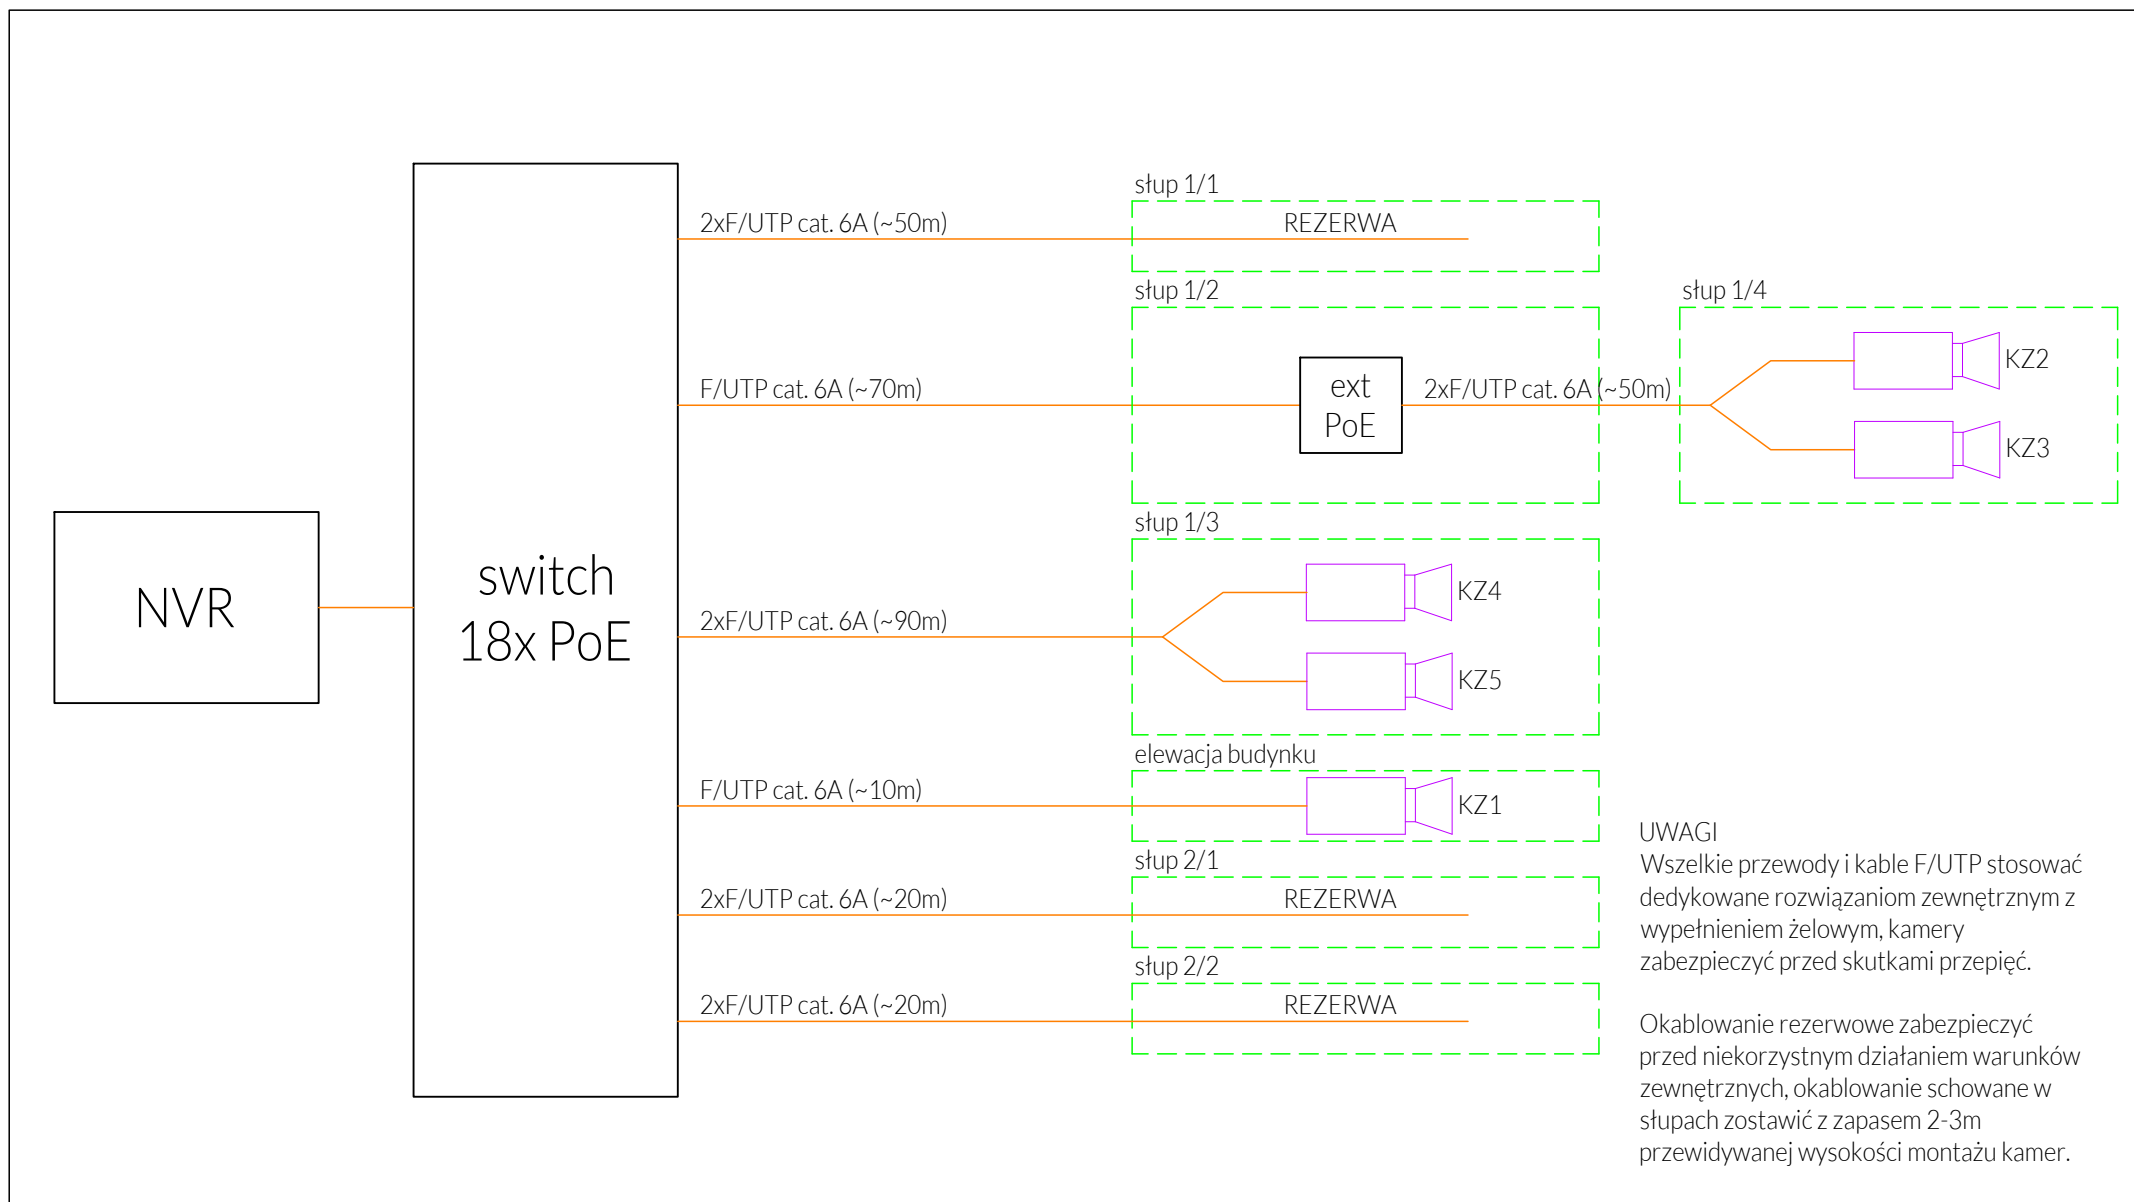 słup 1/1
2xF/UTP cat. 6A (~50m)
REZERWA
słup 1/2
słup 1/4
F/UTP cat. 6A (~70m)
ext
PoE
2xF/UTP cat. 6A (~50m)
KZ2
KZ3
słup 1/3
NVR
switch
18x PoE
2xF/UTP cat. 6A (~90m)
KZ4
KZ5
elewacja budynku
F/UTP cat. 6A (~10m)
KZ1
słup 2/1
2xF/UTP cat. 6A (~20m)
REZERWA
słup 2/2
2xF/UTP cat. 6A (~20m)
REZERWA
UWAGI
Wszelkie przewody i kable F/UTP stosować
dedykowane rozwiązaniom zewnętrznym z
wypełnieniem żelowym, kamery
zabezpieczyć przed skutkami przepięć.
Okablowanie rezerwowe zabezpieczyć
przed niekorzystnym działaniem warunków
zewnętrznych, okablowanie schowane w
słupach zostawić z zapasem 2-3m
przewidywanej wysokości montażu kamer.